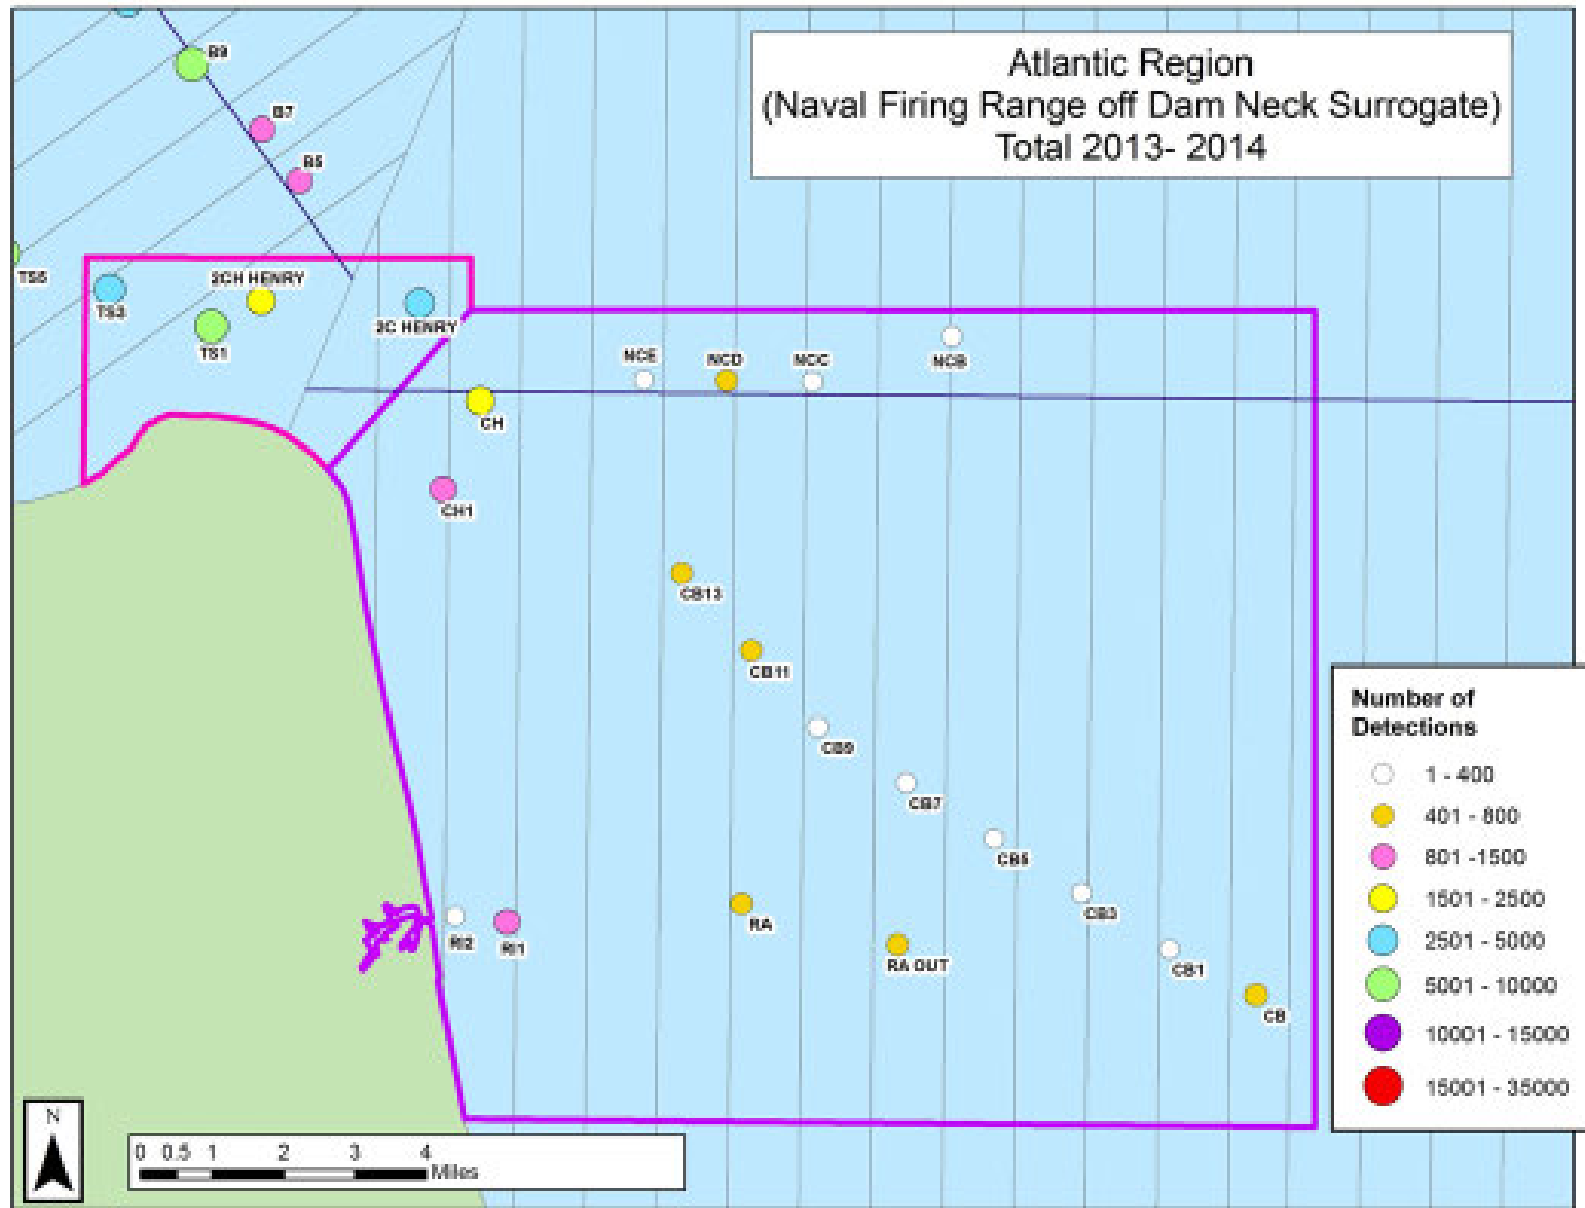 Atlantic Region
(Naval Firing Range off Dam Neck Surrogate)
Total 2013- 2014
B9
B7
B5
TS5
TS3
2CH HENRY
TS1
2C HENRY
NCE
NCD
NCC
NCB
CH
CH1
CB13
CB11
CB9
CB7
CB5
CB3
CB1
CB
RA
RA OUT
RI2
RI1
Number of
Detections
1 - 400
401 - 800
801 -1500
1501 - 2500
2501 - 5000
5001 - 10000
10001 - 15000
15001 - 35000
N
0 0.5 1 2 3 4
Miles